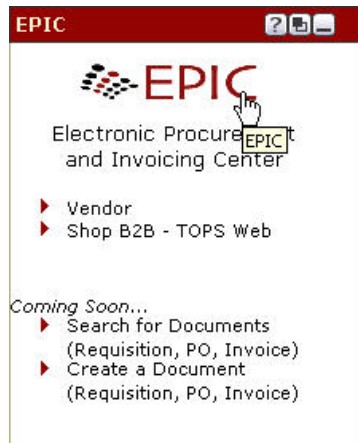 EPIC
EPIC
Electronic Procure t
EPIC
and Invoicing Center
Vendor
Shop B2B - TOPS Web
Coming Soon...
Search for Documents
(Requisition, PO, Invoice)
Create a Document
(Requisition, PO, Invoice)